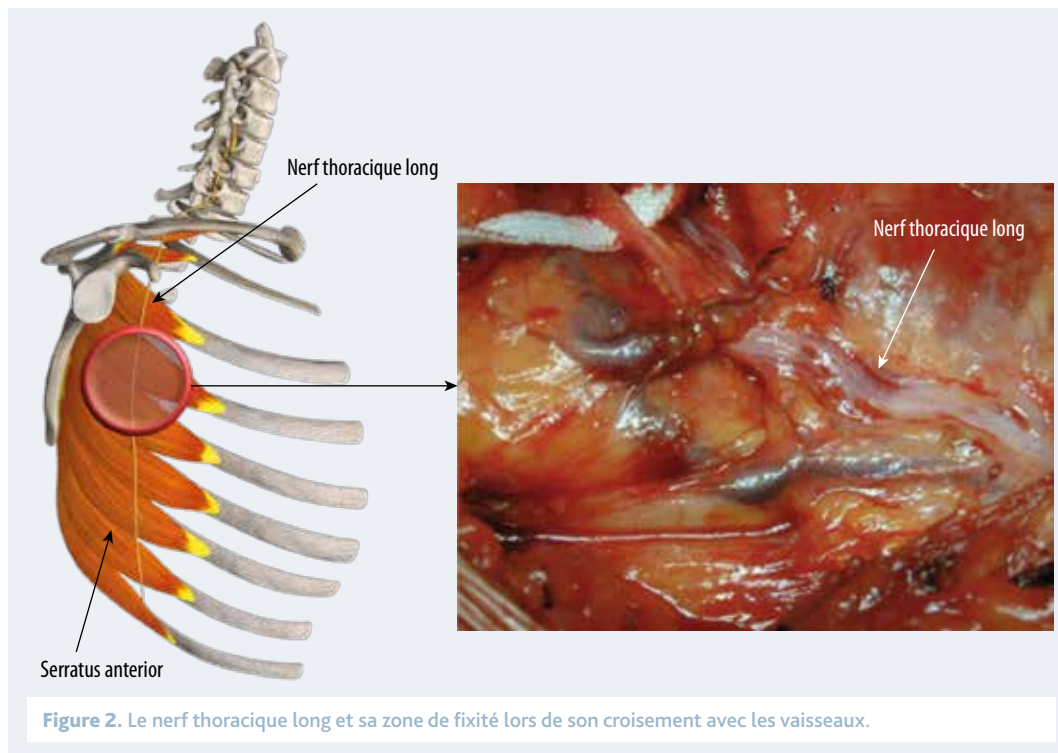 Nerf thoracique long
Nerf thoracique long
Serratus anterior
Figure 2. Le nerf thoracique long et sa zone de fixité lors de son croisement avec les vaisseaux.